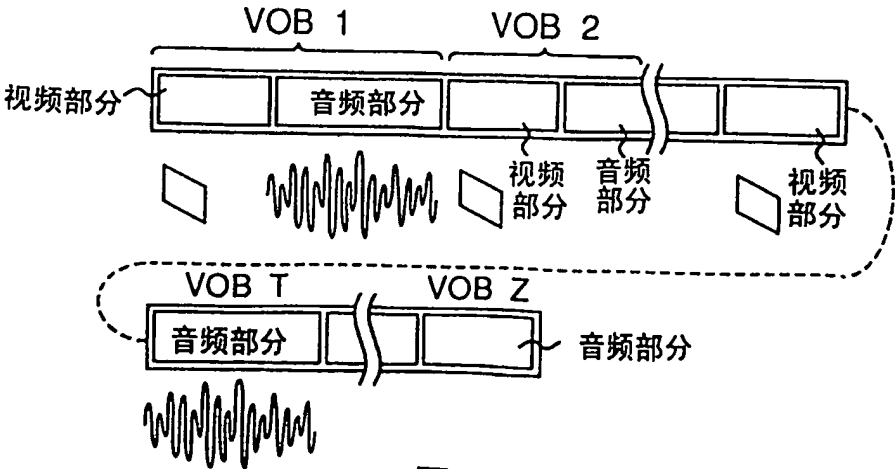 VOB 1
VOB 2
视频部分
音频部分
视频
部分
音频
部分
视频
部分
VOB T
VOB Z
音频部分
音频部分